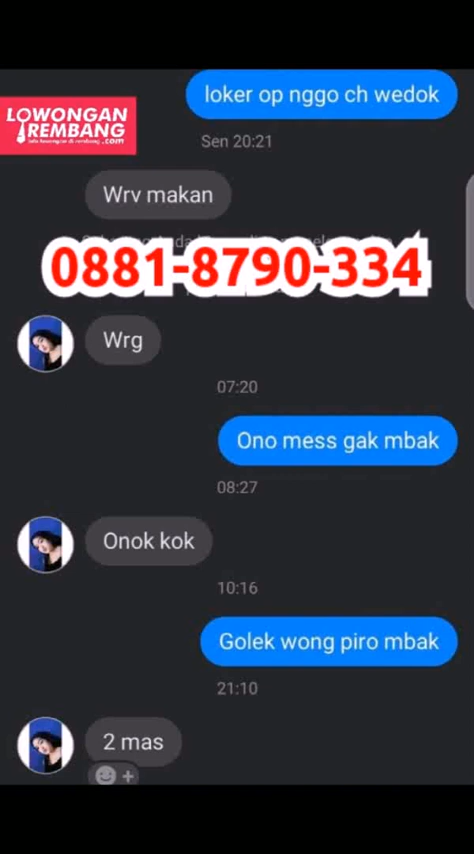 loker op nggo ch wedok
LOWONGAN
REMBANG
.com
Sen 20:21
Wrv makan
0881-8790-334
Wrg
07:20
Ono mess gak mbak
08:27
Onok kok
10:16
Golek wong piro mbak
21:10
2 mas